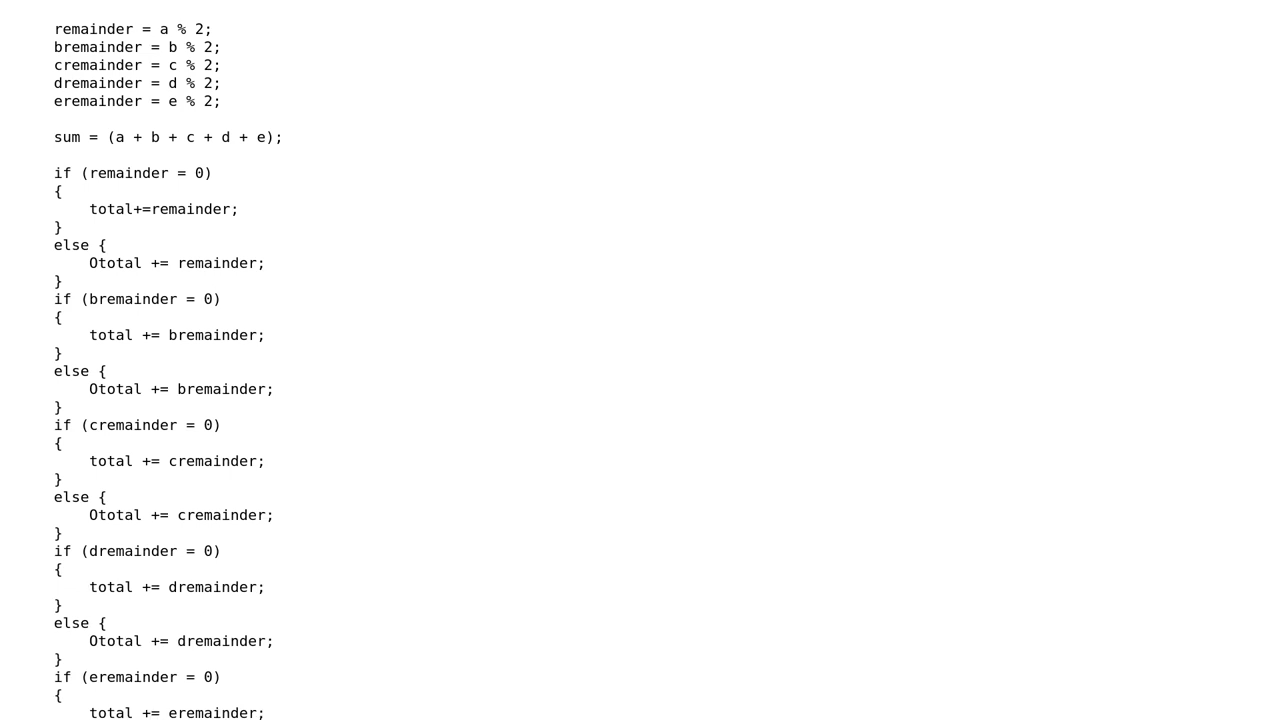 remainder = a % 2;
bremainder = b % 2;
cremainder = c % 2;
dremainder = d % 2;
eremainder = e % 2;

sum = (a + b + c + d + e);

if (remainder = 0)
{
    total+=remainder;
}
else {
    Ototal += remainder;
}
if (bremainder = 0)
{
    total += bremainder;
}
else {
    Ototal += bremainder;
}
if (cremainder = 0)
{
    total += cremainder;
}
else {
    Ototal += cremainder;
}
if (dremainder = 0)
{
    total += dremainder;
}
else {
    Ototal += dremainder;
}
if (eremainder = 0)
{
    total += eremainder;